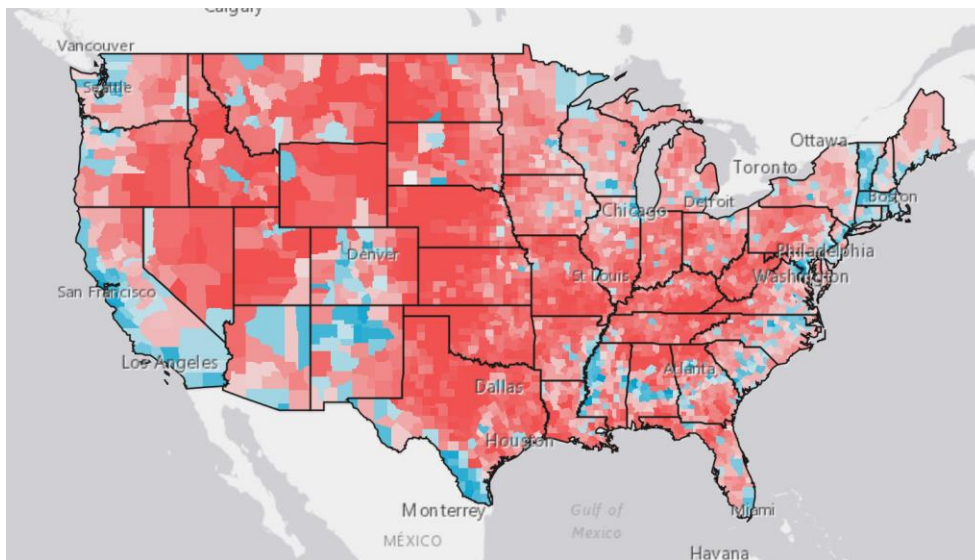 Calgary
Vancouver
Seattle
Ottawa
Toronto
Boston
Chicago
Detroit
Denver
Philadelphia
St Louis
Washington
San Francisco
Los Angeles
Atlanta
Dallas
Houston
Monterrey
Gulf of
Mexico
Miami
MÉXICO
Havana